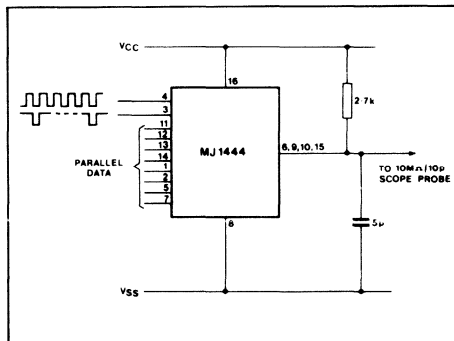 VCC
16
2·7k
4
3
11
12
13
14
1
2
5
7
PARALLEL
DATA
MJ1444
6,9,10,15
TO 10MΩ/10p
SCOPE PROBE
5µ
8
VSS